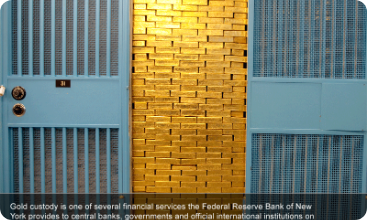 31
Gold custody is one of several financial services the Federal Reserve Bank of New
York provides to central banks, governments and official international institutions on